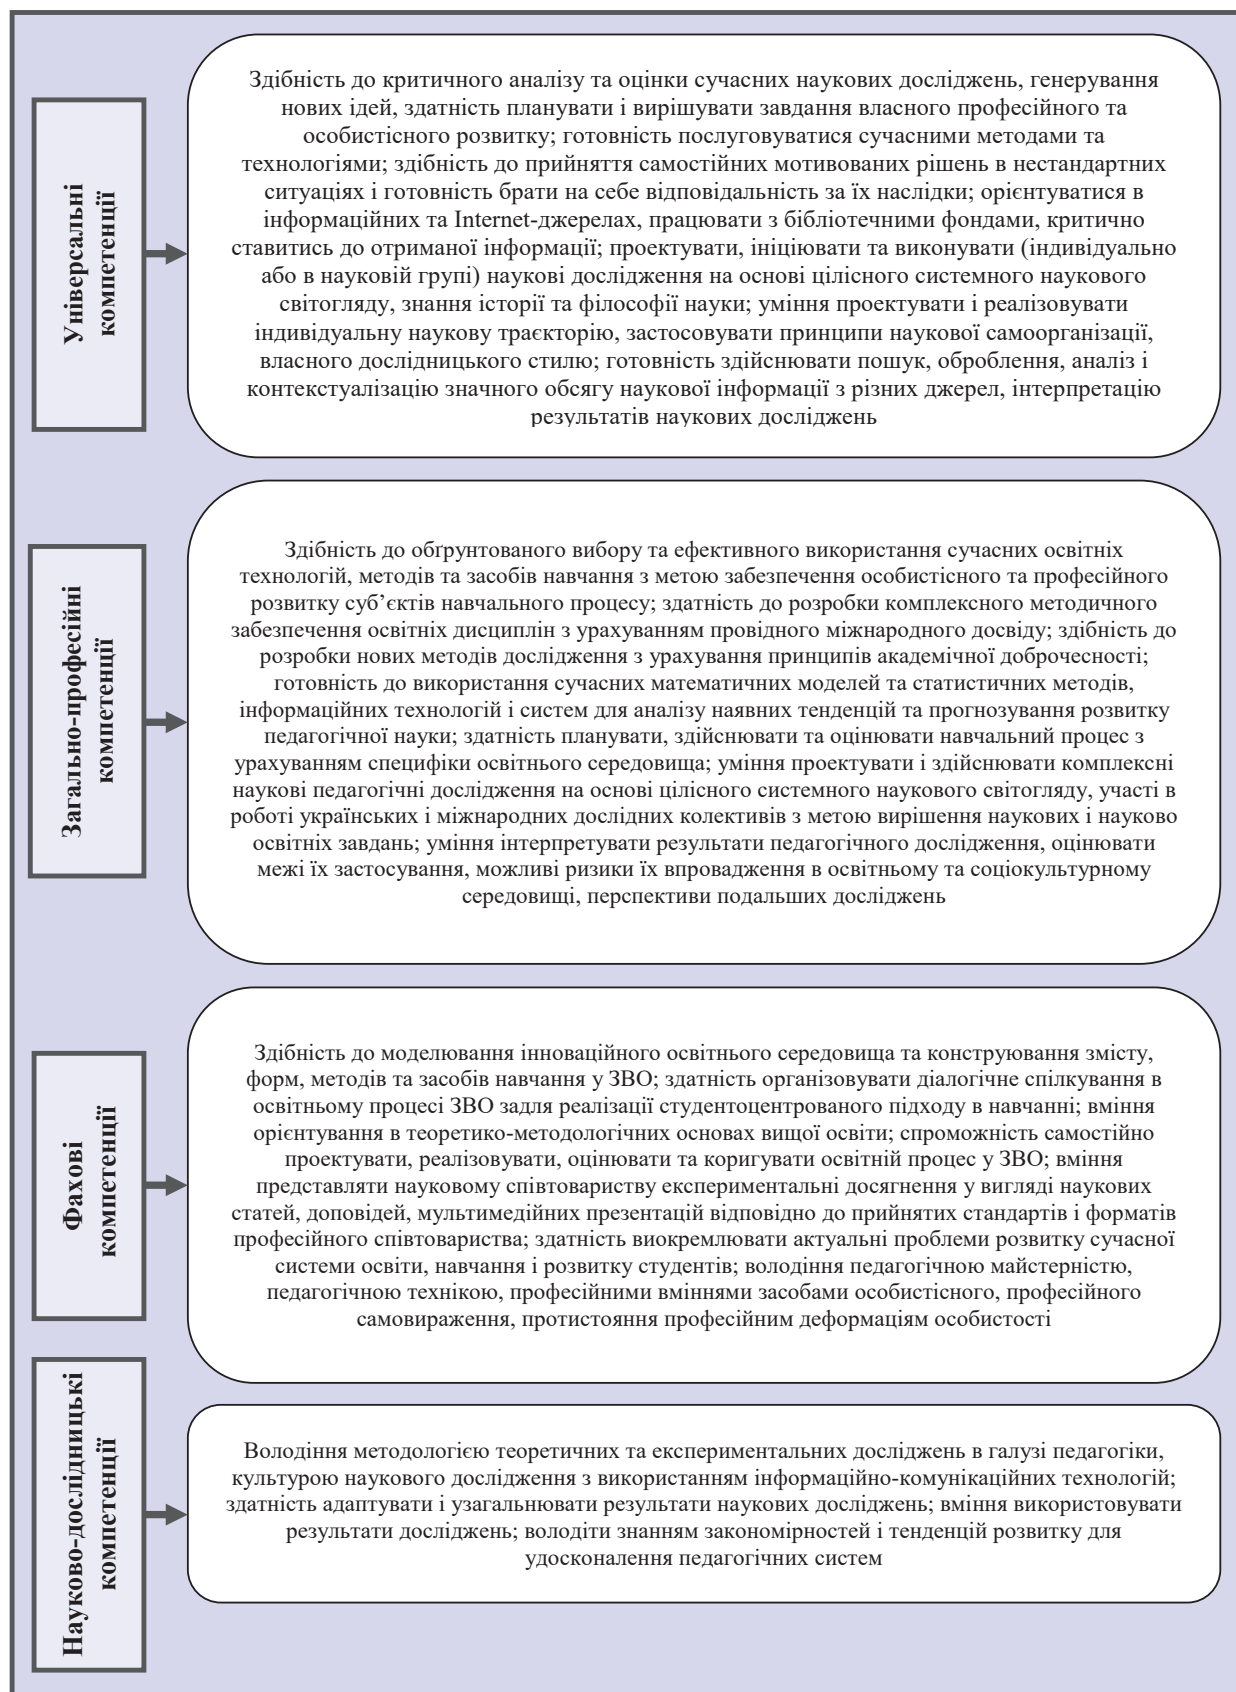 Універсальні
компетенції
Здібність до критичного аналізу та оцінки сучасних наукових досліджень, генерування
нових ідей, здатність планувати і вирішувати завдання власного професійного та
особистісного розвитку; готовність послуговуватися сучасними методами та
технологіями; здібність до прийняття самостійних мотивованих рішень в нестандартних
ситуаціях і готовність брати на себе відповідальність за їх наслідки; орієнтуватися в
інформаційних та Internet-джерелах, працювати з бібліотечними фондами, критично
ставитись до отриманої інформації; проектувати, ініціювати та виконувати (індивідуально
або в науковій групі) наукові дослідження на основі цілісного системного наукового
світогляду, знання історії та філософії науки; уміння проектувати і реалізовувати
індивідуальну наукову траєкторію, застосовувати принципи наукової самоорганізації,
власного дослідницького стилю; готовність здійснювати пошук, оброблення, аналіз і
контекстуалізацію значного обсягу наукової інформації з різних джерел, інтерпретацію
результатів наукових досліджень
Загально-професійні
компетенції
Здібність до обґрунтованого вибору та ефективного використання сучасних освітніх
технологій, методів та засобів навчання з метою забезпечення особистісного та професійного
розвитку суб’єктів навчального процесу; здатність до розробки комплексного методичного
забезпечення освітніх дисциплін з урахуванням провідного міжнародного досвіду; здібність до
розробки нових методів дослідження з урахування принципів академічної доброчесності;
готовність до використання сучасних математичних моделей та статистичних методів,
інформаційних технологій і систем для аналізу наявних тенденцій та прогнозування розвитку
педагогічної науки; здатність планувати, здійснювати та оцінювати навчальний процес з
урахуванням специфіки освітнього середовища; уміння проектувати і здійснювати комплексні
наукові педагогічні дослідження на основі цілісного системного наукового світогляду, участі в
роботі українських і міжнародних дослідних колективів з метою вирішення наукових і науково
освітніх завдань; уміння інтерпретувати результати педагогічного дослідження, оцінювати
межі їх застосування, можливі ризики їх впровадження в освітньому та соціокультурному
середовищі, перспективи подальших досліджень
Фахові
компетенції
Здібність до моделювання інноваційного освітнього середовища та конструювання змісту,
форм, методів та засобів навчання у ЗВО; здатність організовувати діалогічне спілкування в
освітньому процесі ЗВО задля реалізації студентоцентрованого підходу в навчанні; вміння
орієнтування в теоретико-методологічних основах вищої освіти; спроможність самостійно
проектувати, реалізовувати, оцінювати та коригувати освітній процес у ЗВО; вміння
представляти науковому співтовариству експериментальні досягнення у вигляді наукових
статей, доповідей, мультимедійних презентацій відповідно до прийнятих стандартів і форматів
професійного співтовариства; здатність виокремлювати актуальні проблеми розвитку сучасної
системи освіти, навчання і розвитку студентів; володіння педагогічною майстерністю,
педагогічною технікою, професійними вміннями засобами особистісного, професійного
самовираження, протистояння професійним деформаціям особистості
Науково-дослідницькі
компетенції
Володіння методологією теоретичних та експериментальних досліджень в галузі педагогіки,
культурою наукового дослідження з використанням інформаційно-комунікаційних технологій;
здатність адаптувати і узагальнювати результати наукових досліджень; вміння використовувати
результати досліджень; володіти знанням закономірностей і тенденцій розвитку для
удосконалення педагогічних систем